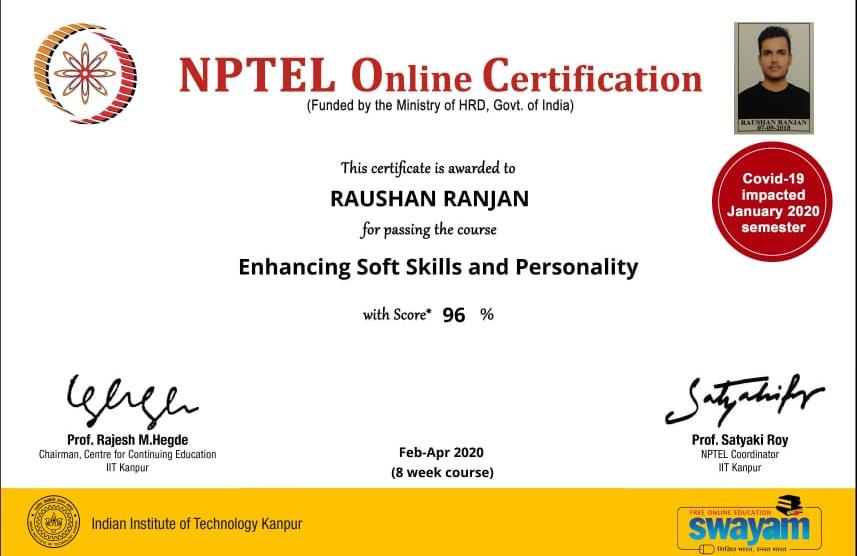 NPTEL Online Certification
(Funded by the Ministry of HRD, Govt. of India)
RAUSHAN RANJAN
07-09-2018
This certificate is awarded to
RAUSHAN RANJAN
for passing the course
Enhancing Soft Skills and Personality
with Score* 96 %
Covid-19
impacted
January 2020
semester
Prof. Rajesh M.Hegde
Chairman, Centre for Continuing Education
IIT Kanpur
Feb-Apr 2020
(8 week course)
Prof. Satyaki Roy
NPTEL Coordinator
IIT Kanpur
Indian Institute of Technology Kanpur
FREE ONLINE EDUCATION
swayam
शिक्षित भारत, उन्नत भारत